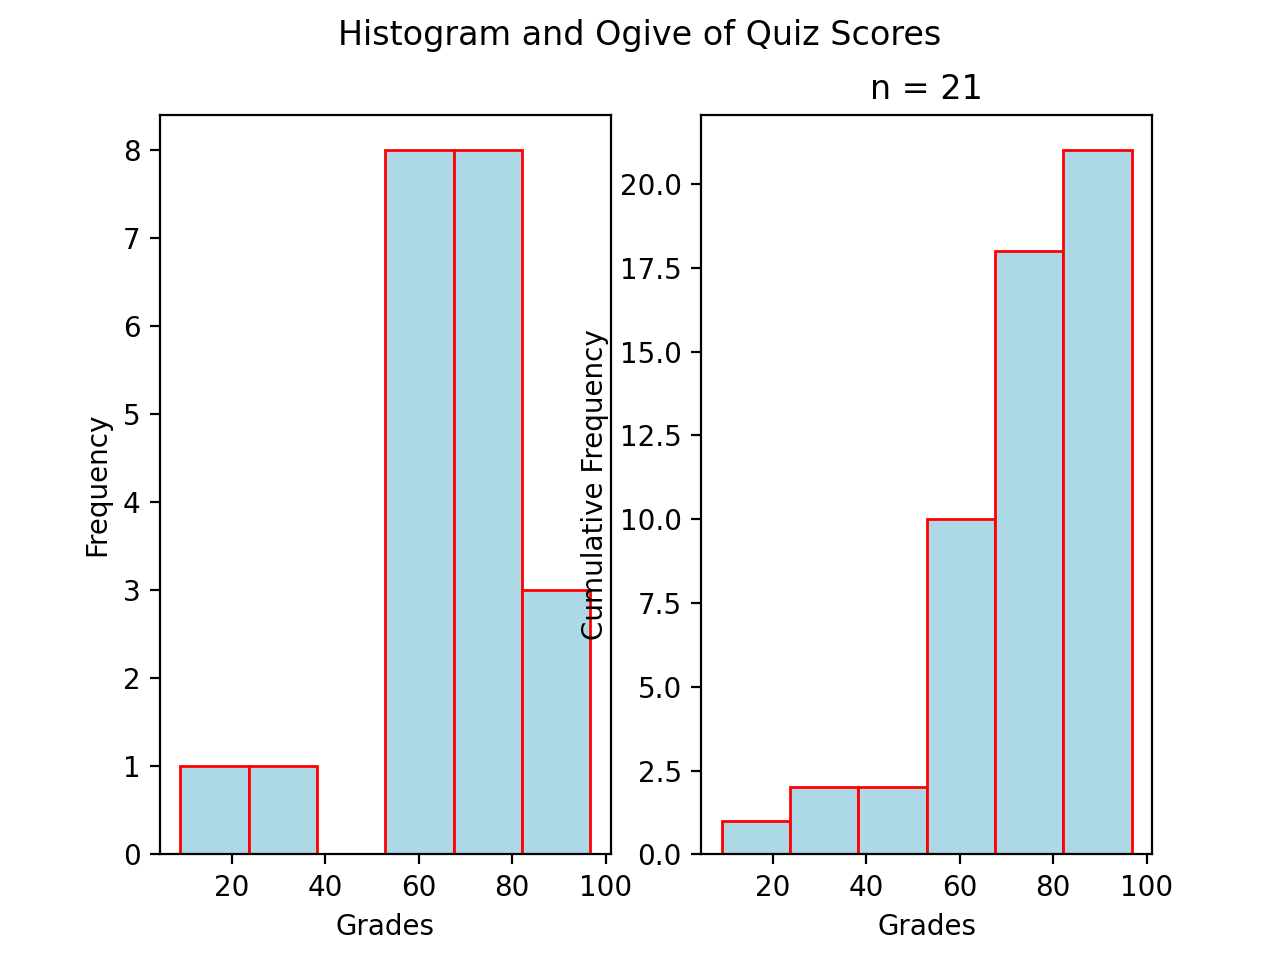 Histogram and Ogive of Quiz Scores
Frequency
8
7
6
5
4
3
2
1
0
20 40 60 80 100
Grades
n = 21
Cumulative Frequency
20.0
17.5
15.0
12.5
10.0
7.5
5.0
2.5
0.0
20 40 60 80 100
Grades